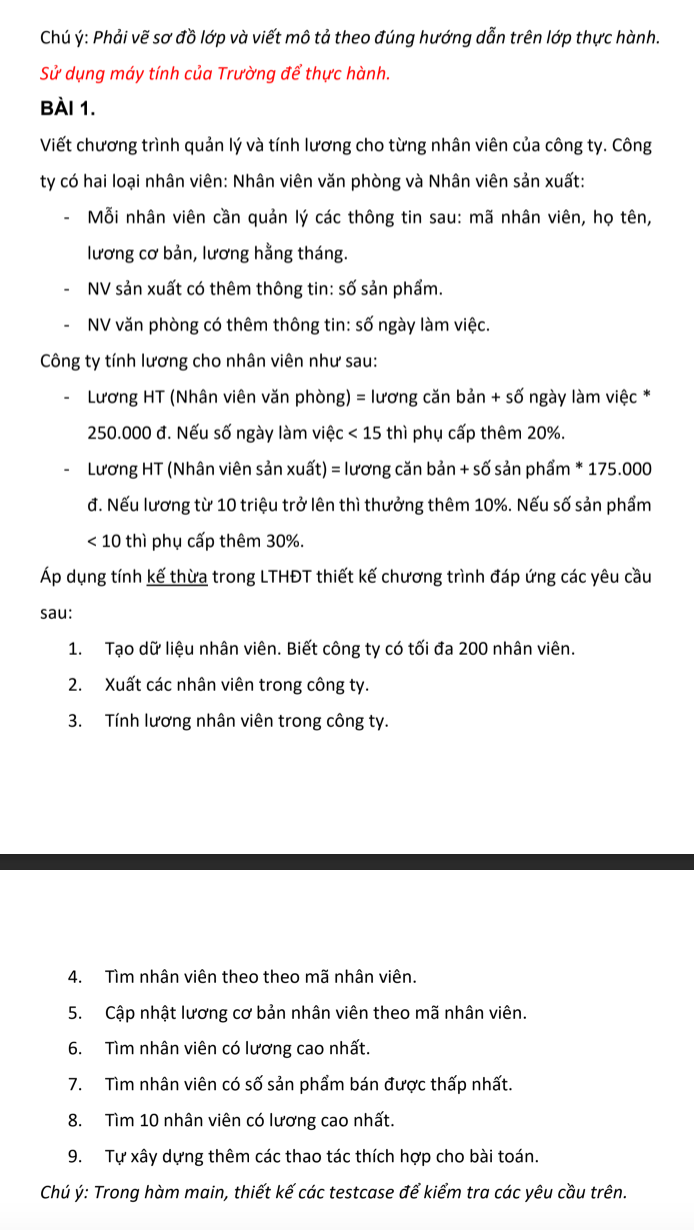 Chú ý: Phải vẽ sơ đồ lớp và viết mô tả theo đúng hướng dẫn trên lớp thực hành.
Sử dụng máy tính của Trường để thực hành.
BÀI 1.
Viết chương trình quản lý và tính lương cho từng nhân viên của công ty. Công
ty có hai loại nhân viên: Nhân viên văn phòng và Nhân viên sản xuất:
- Mỗi nhân viên cần quản lý các thông tin sau: mã nhân viên, họ tên,
lương cơ bản, lương hằng tháng.
- NV sản xuất có thêm thông tin: số sản phẩm.
- NV văn phòng có thêm thông tin: số ngày làm việc.
Công ty tính lương cho nhân viên như sau:
- Lương HT (Nhân viên văn phòng) = lương căn bản + số ngày làm việc *
250.000 đ. Nếu số ngày làm việc < 15 thì phụ cấp thêm 20%.
- Lương HT (Nhân viên sản xuất) = lương căn bản + số sản phẩm * 175.000
đ. Nếu lương từ 10 triệu trở lên thì thưởng thêm 10%. Nếu số sản phẩm
< 10 thì phụ cấp thêm 30%.
Áp dụng tính kế thừa trong LTHĐT thiết kế chương trình đáp ứng các yêu cầu
sau:
1. Tạo dữ liệu nhân viên. Biết công ty có tối đa 200 nhân viên.
2. Xuất các nhân viên trong công ty.
3. Tính lương nhân viên trong công ty.
4. Tìm nhân viên theo theo mã nhân viên.
5. Cập nhật lương cơ bản nhân viên theo mã nhân viên.
6. Tìm nhân viên có lương cao nhất.
7. Tìm nhân viên có số sản phẩm bán được thấp nhất.
8. Tìm 10 nhân viên có lương cao nhất.
9. Tự xây dựng thêm các thao tác thích hợp cho bài toán.
Chú ý: Trong hàm main, thiết kế các testcase để kiểm tra các yêu cầu trên.